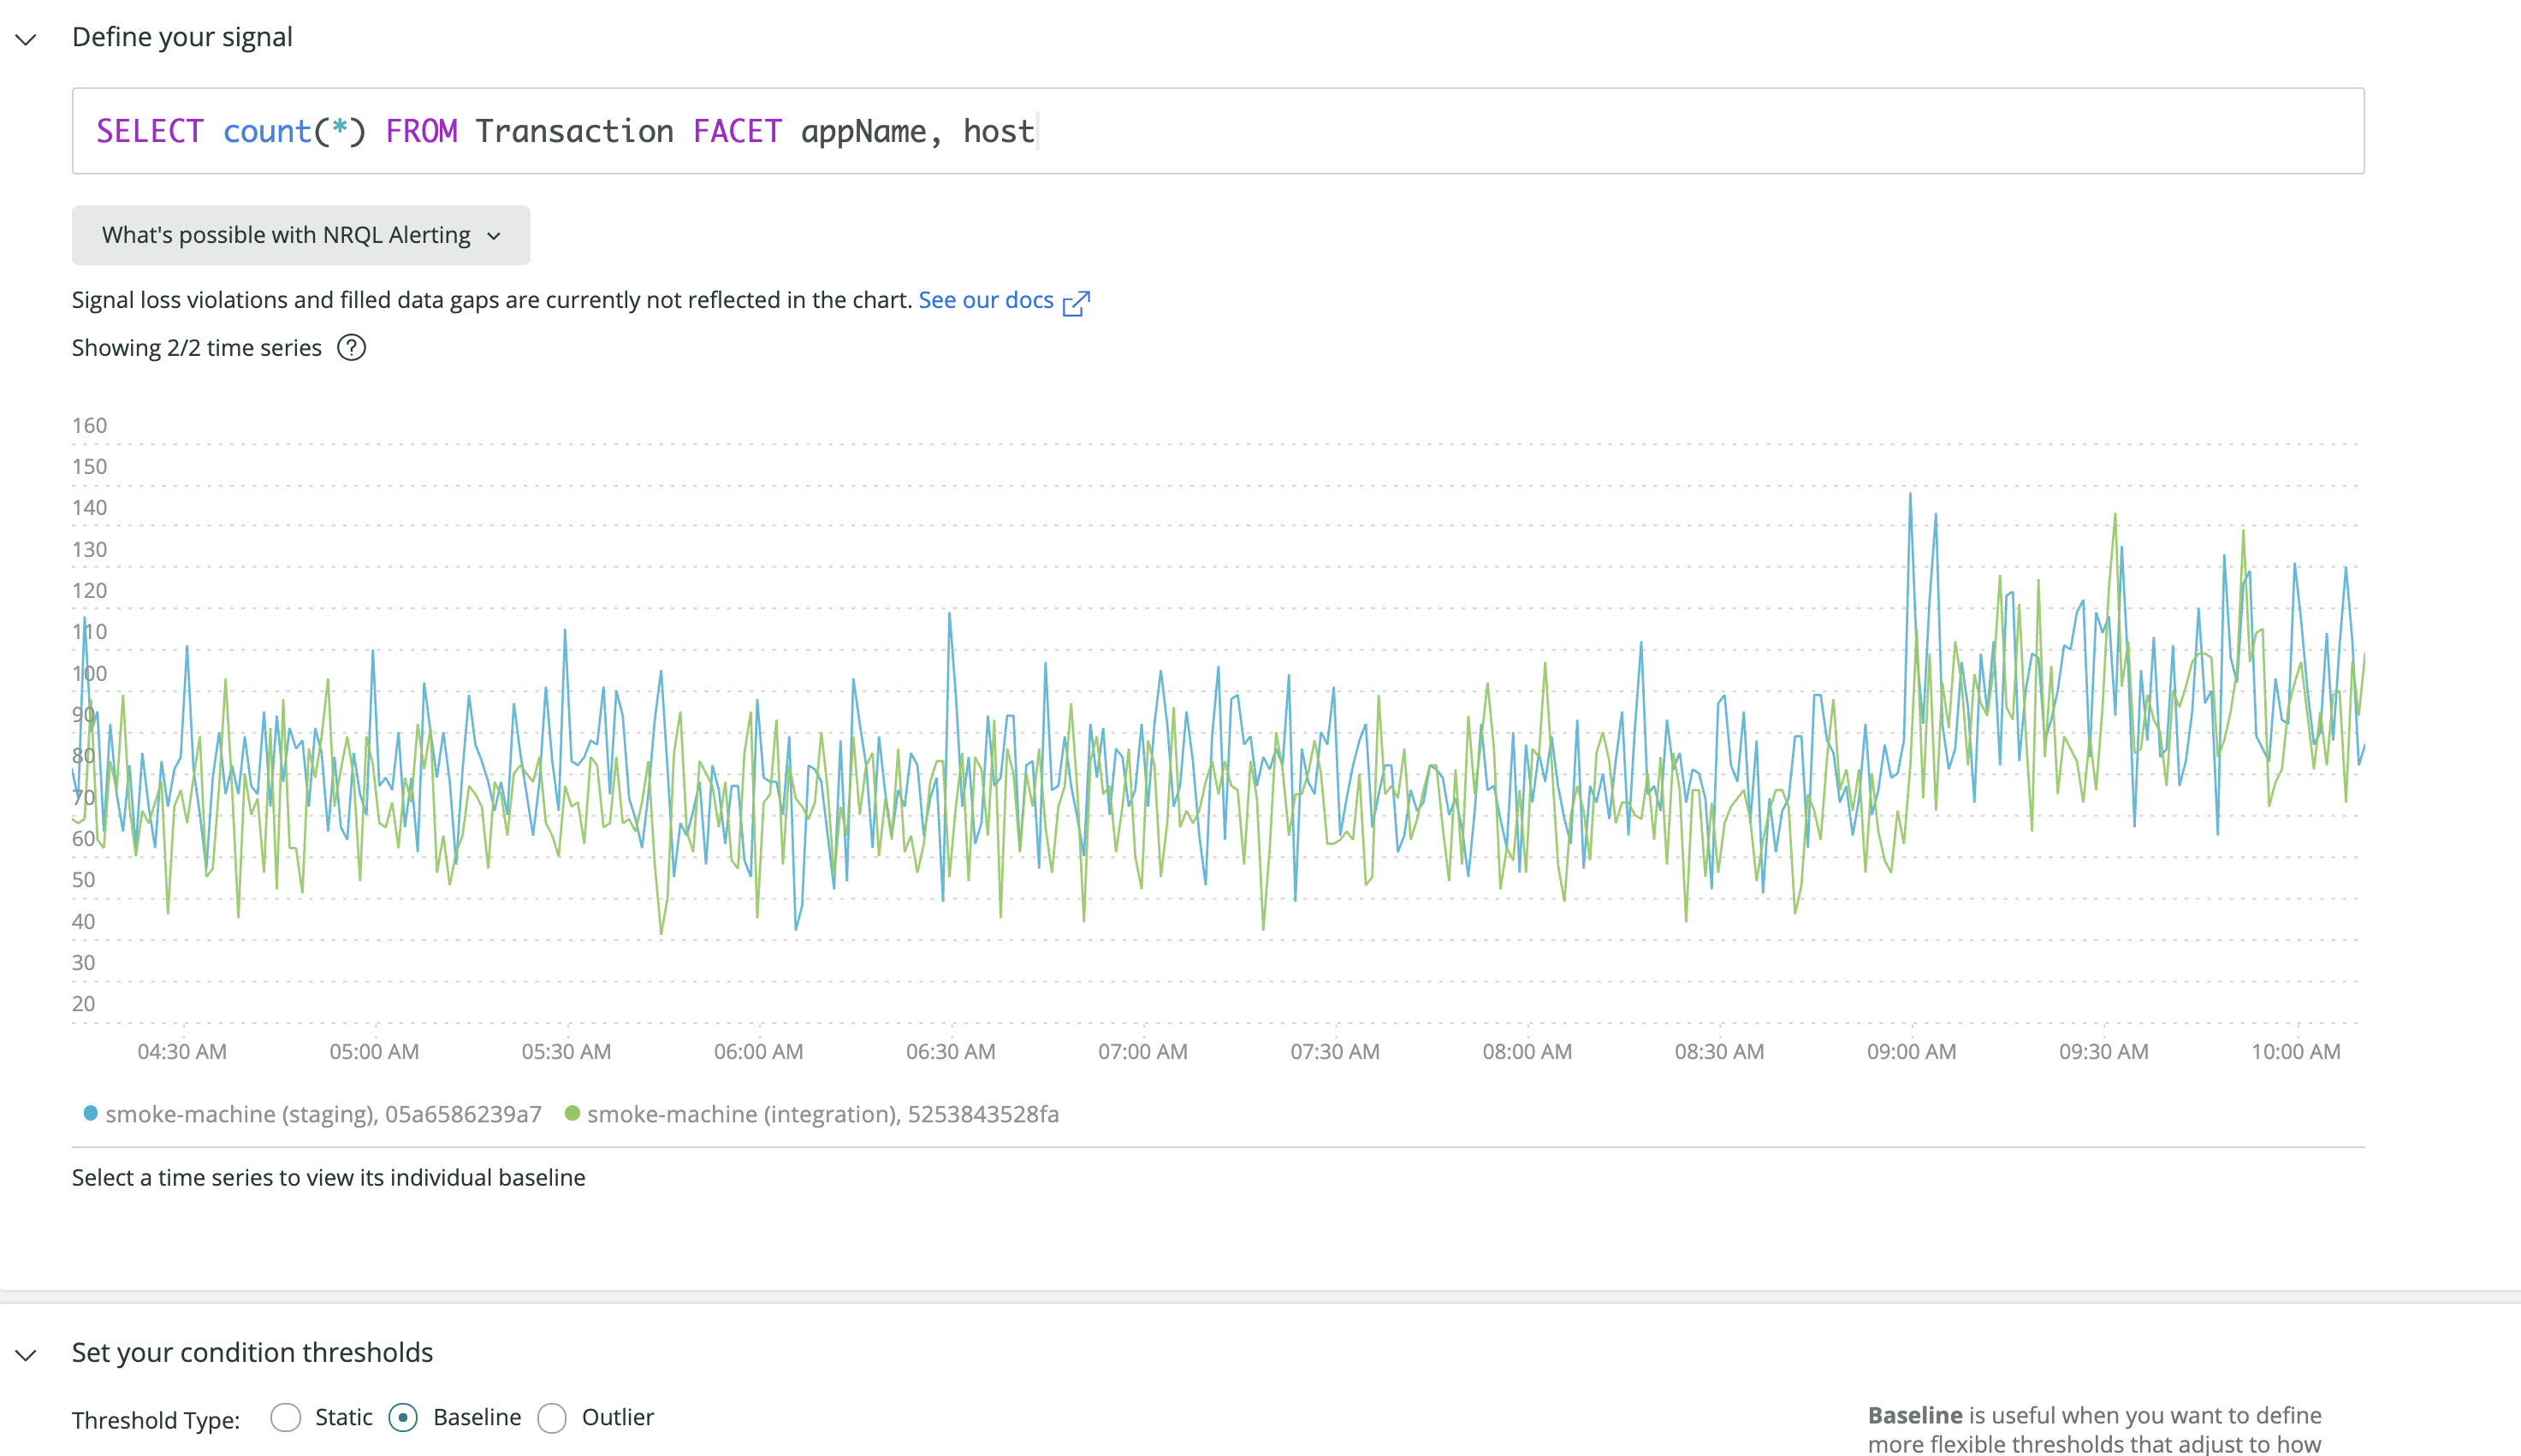 Define your signal
SELECT count(*) FROM Transaction FACET appName, host
What's possible with NRQL Alerting
Signal loss violations and filled data gaps are currently not reflected in the chart. See our docs
Showing 2/2 time series ?
160
150
140
130
120
110
100
90
80
70
60
50
40
30
20
04:30 AM 05:00 AM 05:30 AM 06:00 AM 06:30 AM 07:00 AM 07:30 AM 08:00 AM 08:30 AM 09:00 AM 09:30 AM 10:00 AM
smoke-machine (staging), 05a6586239a7 smoke-machine (integration), 5253843528fa
Select a time series to view its individual baseline
Set your condition thresholds
Threshold Type: Static Baseline Outlier
Baseline is useful when you want to define
more flexible thresholds that adjust to how